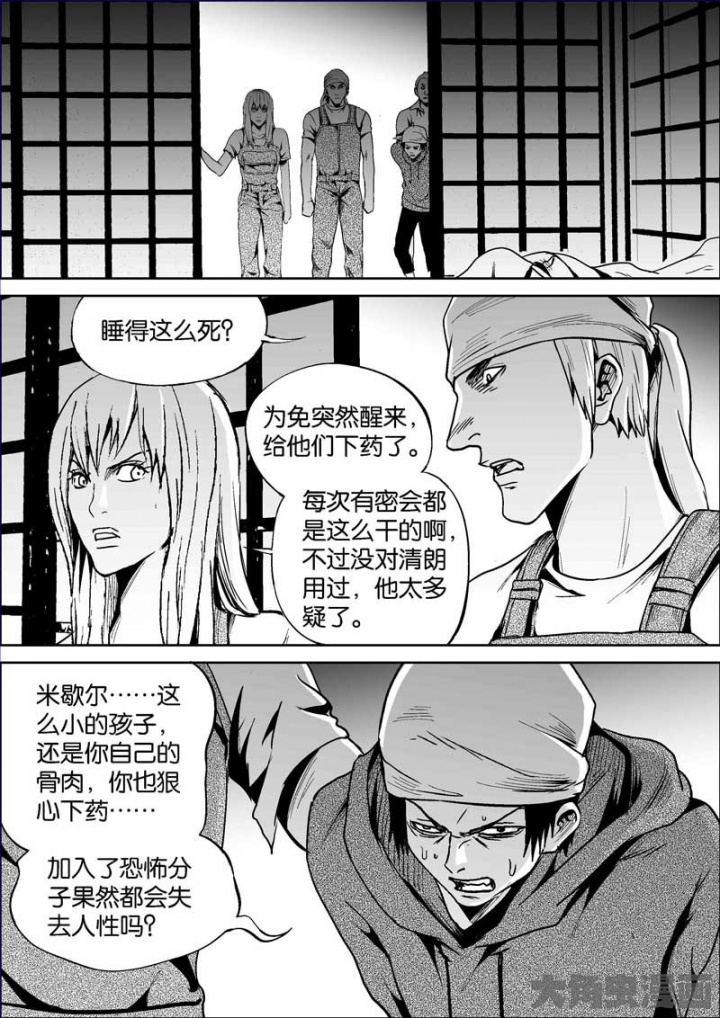 睡得这么死？
为免突然醒来，
给他们下药了。
每次有密会都
是这么干的啊，
不过没对清朗
用过，他太多
疑了。
米歇尔……这
么小的孩子，
还是你自己的
骨肉，你也狠
心下药……
加入了恐怖分
子果然都会失
去人性吗？
大角虫漫画